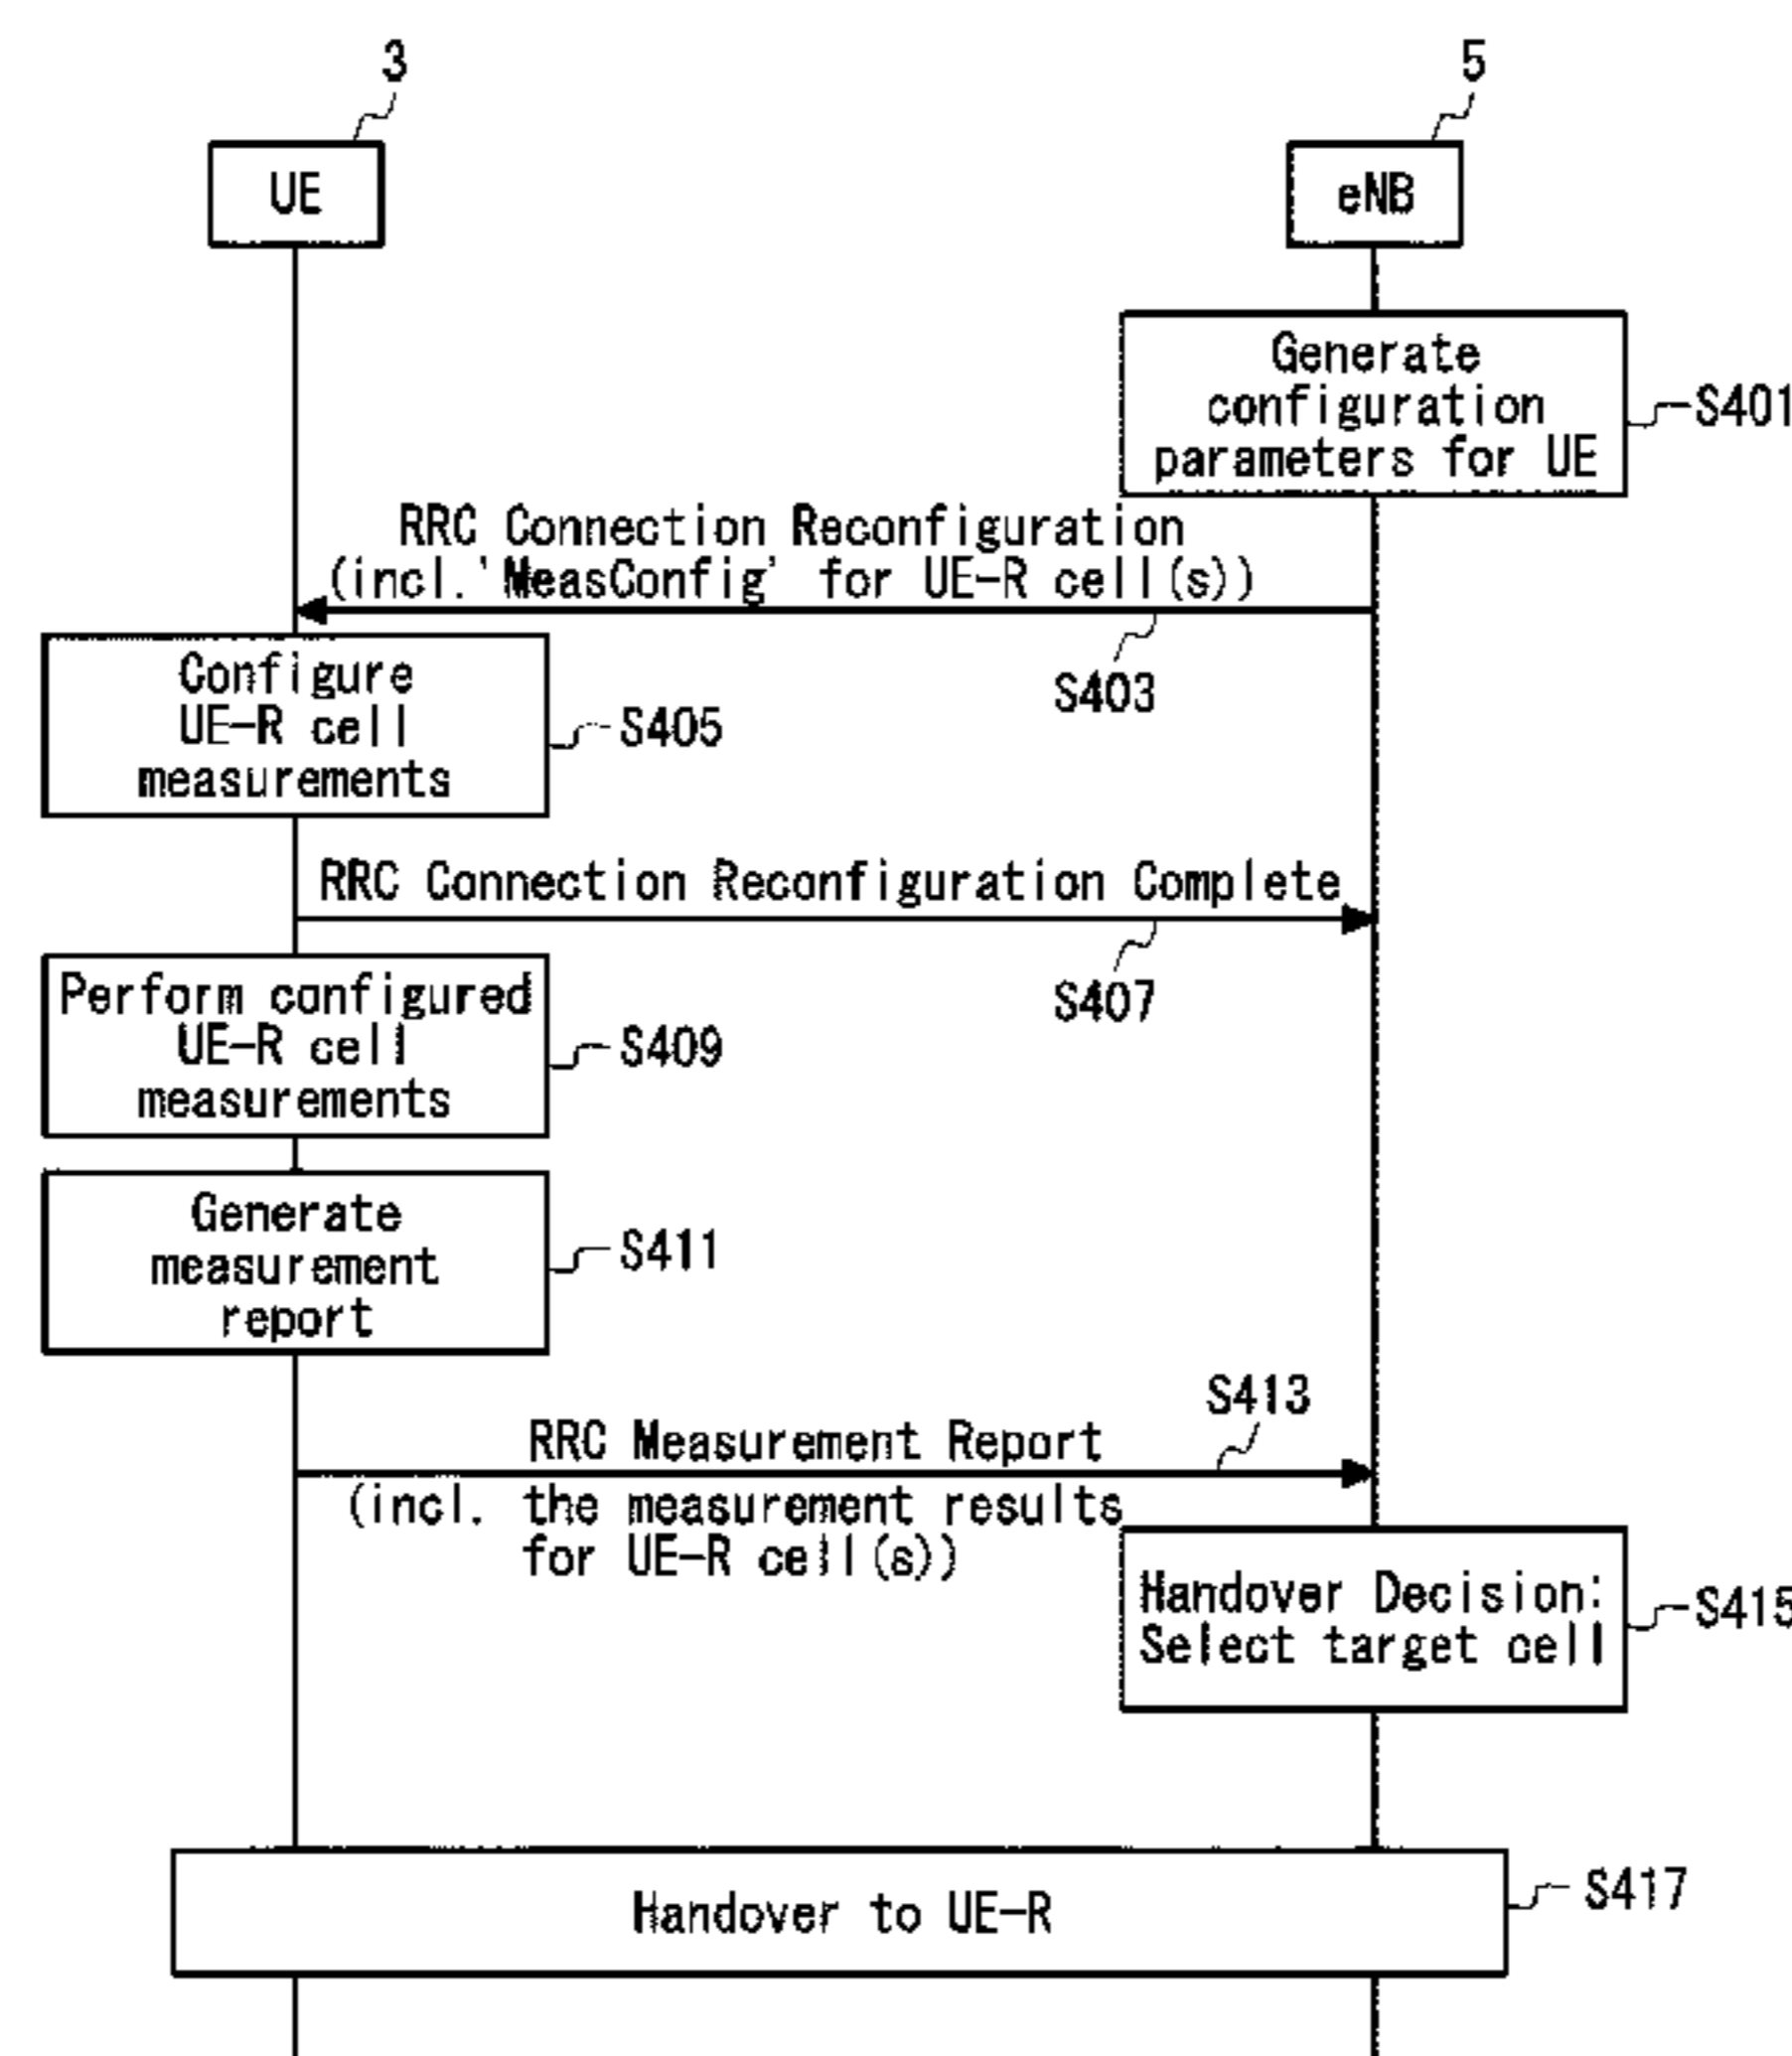 3
5
UE
eNB
Generate
configuration
parameters for UE
S401
RRC Connection Reconfiguration
(incl.'MeasConfig' for UE-R cell(s))
S403
Configure
UE-R cell
measurements
S405
RRC Connection Reconfiguration Complete
S407
Perform configured
UE-R cell
measurements
S409
Generate
measurement
report
S411
S413
RRC Measurement Report
(incl. the measurement results
for UE-R cell(s))
Handover Decision:
Select target cell
S415
Handover to UE-R
S417